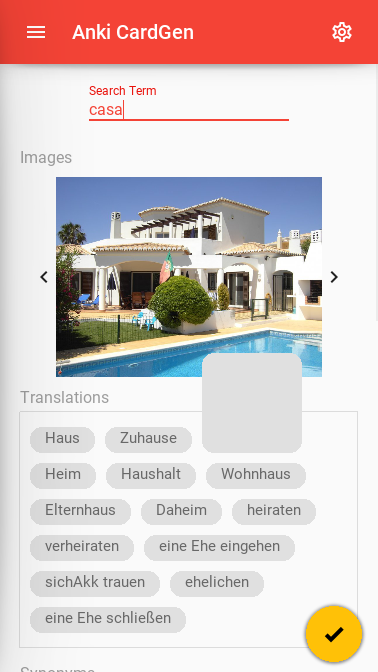 Anki CardGen
Search Term
casa
Images
Translations
Haus Zuhause
Heim Haushalt Wohnhaus
Elternhaus Daheim heiraten
verheiraten eine Ehe eingehen
sichAkk trauen ehelichen
eine Ehe schließen
Synonyms